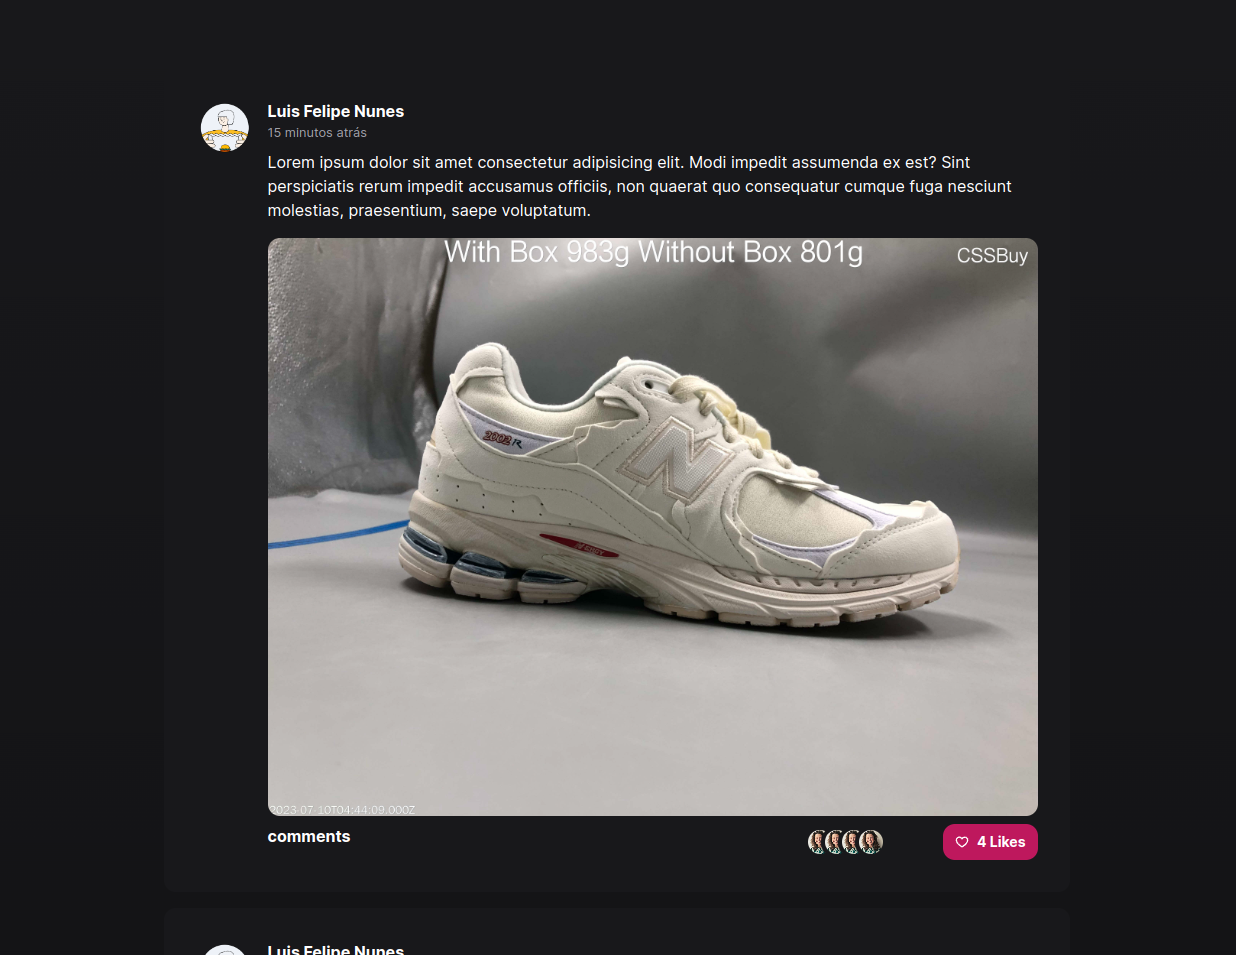 Luis Felipe Nunes
15 minutos atrás
Lorem ipsum dolor sit amet consectetur adipisicing elit. Modi impedit assumenda ex est? Sint
perspiciatis rerum impedit accusamus officiis, non quaerat quo consequatur cumque fuga nesciunt
molestias, praesentium, saepe voluptatum.
With Box 983g Without Box 801g
CSSBuy
2002 R
N
2023-07-10T04:44:09.000Z
comments
4 Likes
Luis Felipe Nunes